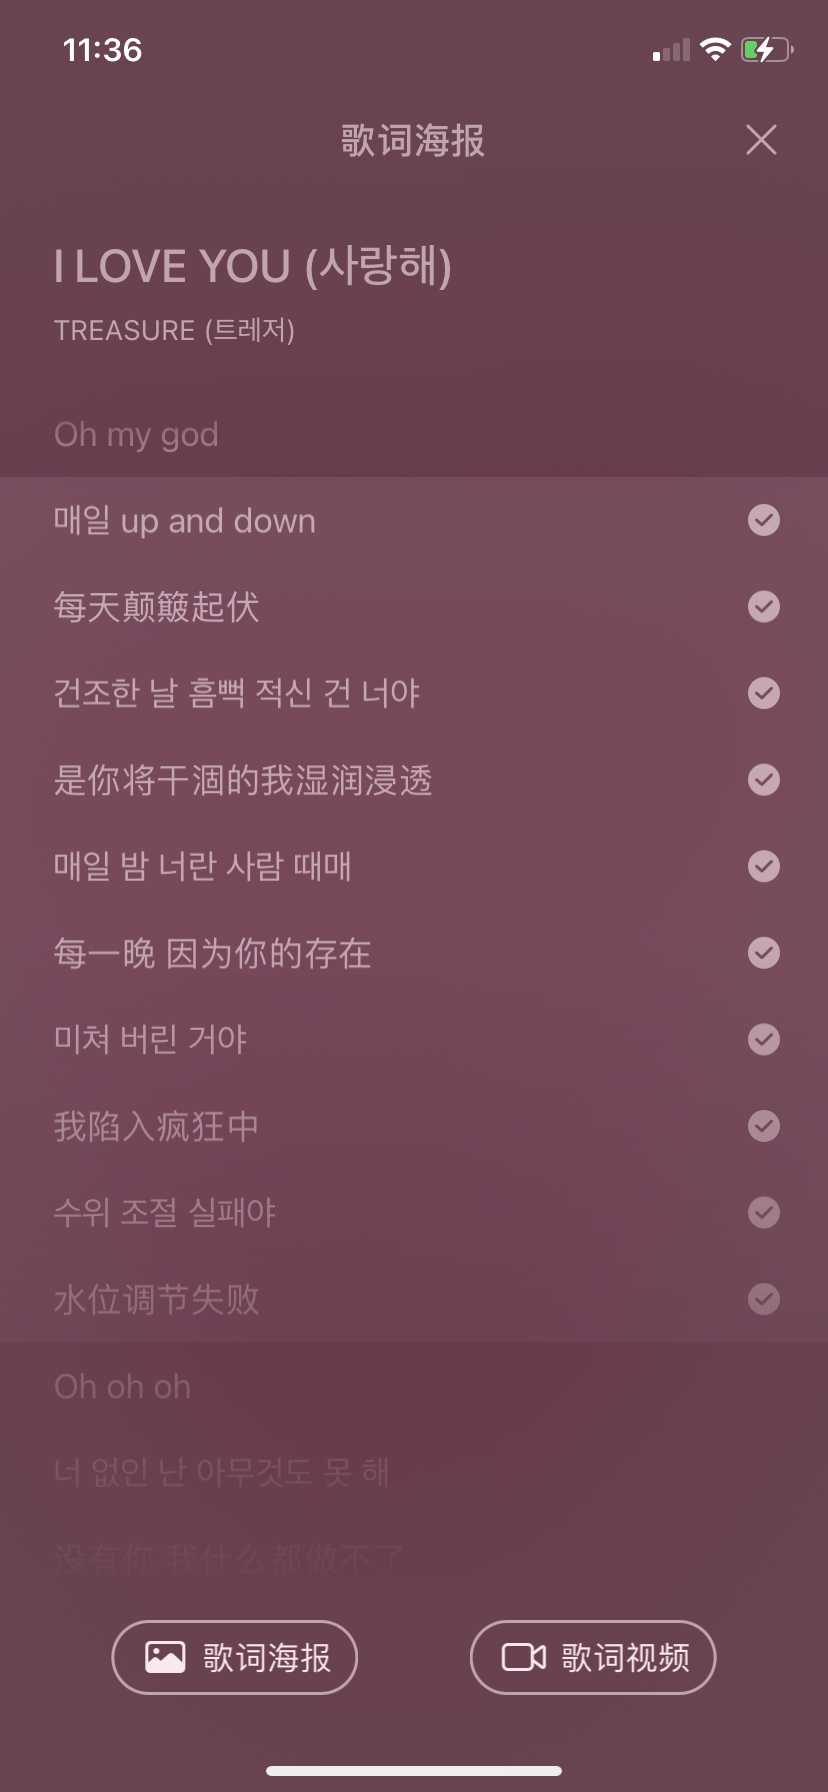 11:36
歌词海报
I LOVE YOU (사랑해)
TREASURE (트레저)
Oh my god
매일 up and down
每天颠簸起伏
건조한 날 흠뻑 적신 건 너야
是你将干涸的我湿润浸透
매일 밤 너란 사람 때매
每一晚 因为你的存在
미쳐 버린 거야
我陷入疯狂中
수위 조절 실패야
水位调节失败
Oh oh oh
너 없인 난 아무것도 못 해
没有你 我什么都做不了
歌词海报
歌词视频